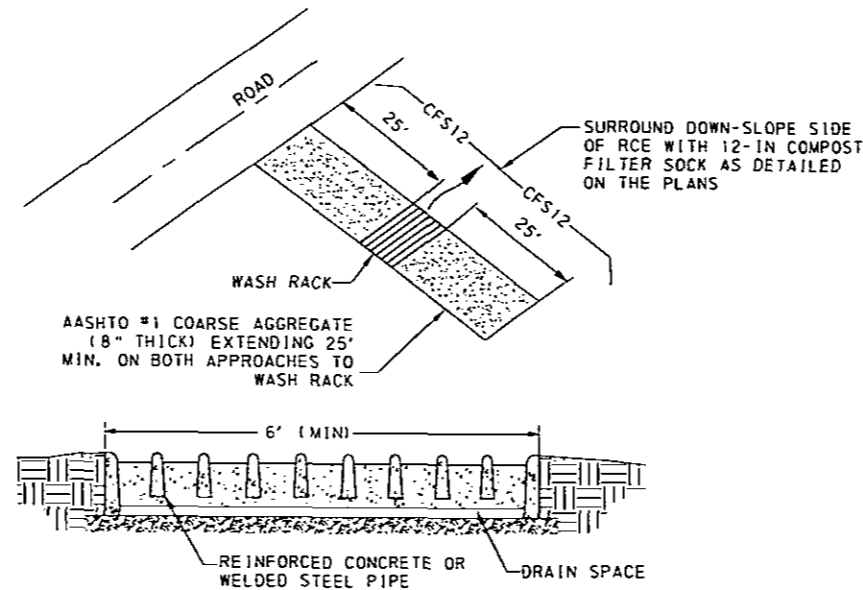 ROAD
25'
CFS12
SURROUND DOWN-SLOPE SIDE
OF RCE WITH 12-IN COMPOST
FILTER SOCK AS DETAILED
ON THE PLANS
CFS12
25'
WASH RACK
AASHTO #1 COARSE AGGREGATE
(8" THICK) EXTENDING 25'
MIN. ON BOTH APPROACHES TO
WASH RACK
6' (MIN)
REINFORCED CONCRETE OR
WELDED STEEL PIPE
DRAIN SPACE